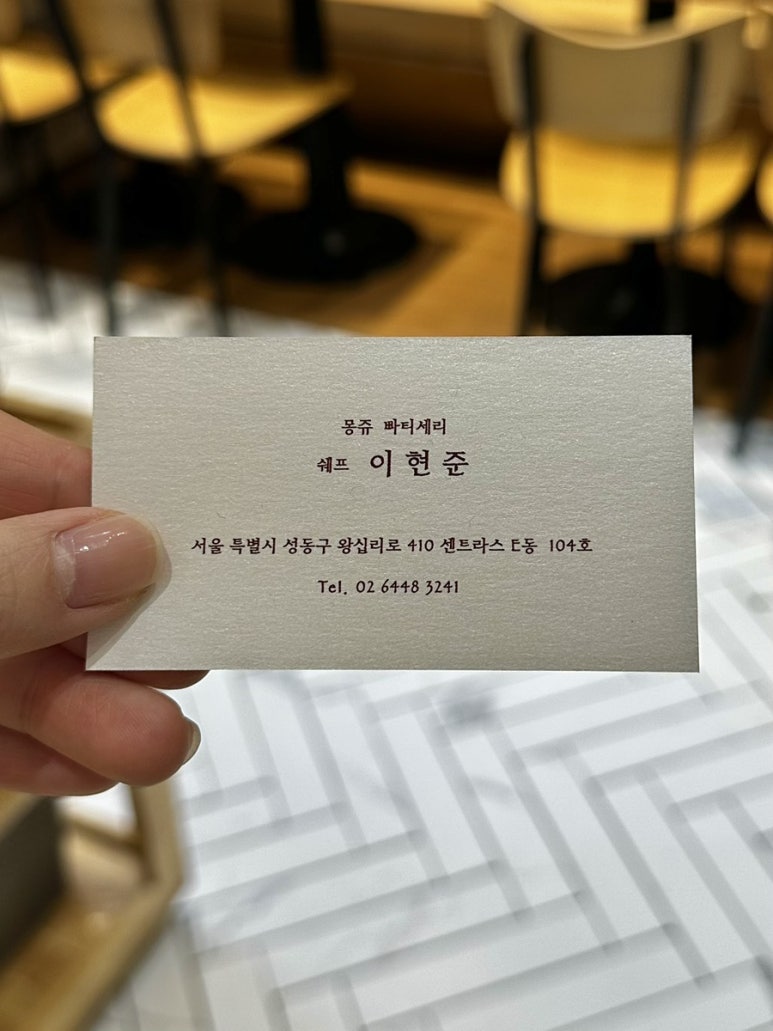 몽쥬 빠티세리
쉐프 이현준
서울 특별시 성동구 왕십리로 410 센트라스 E동 104호
Tel. 02 6448 3241